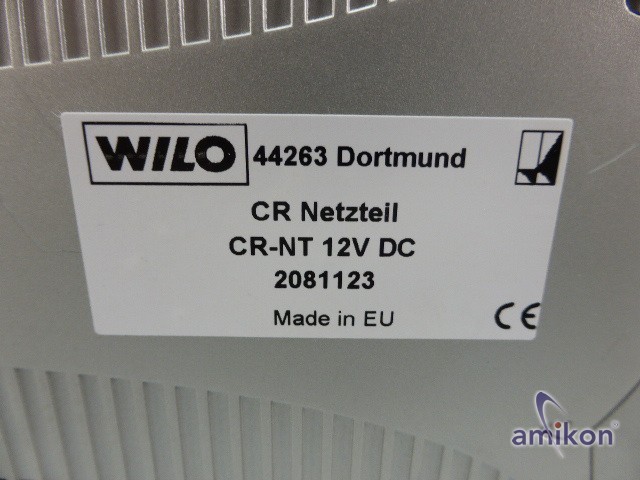 WILO 44263 Dortmund
CR Netzteil
CR-NT 12V DC
2081123
Made in EU CE
amikon